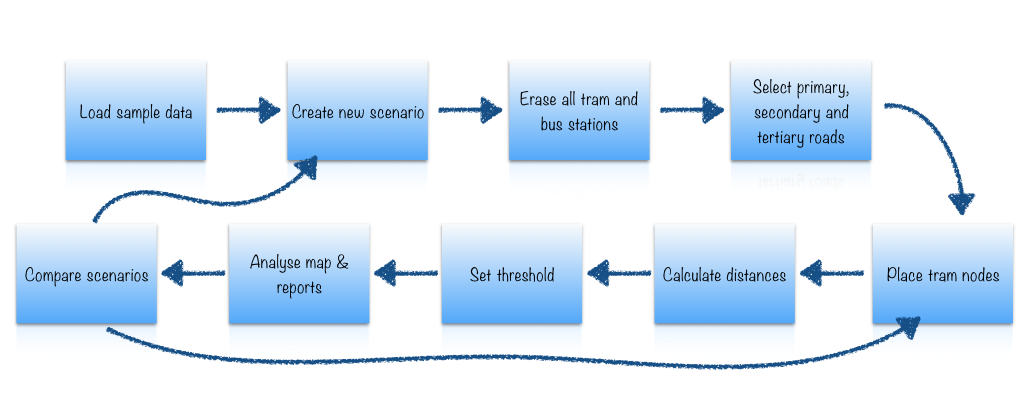 Load sample data
Create new scenario
Erase all tram and
bus stations
Select primary,
secondary and
tertiary roads
Compare scenarios
Analyse map &
reports
Set threshold
Calculate distances
Place tram nodes